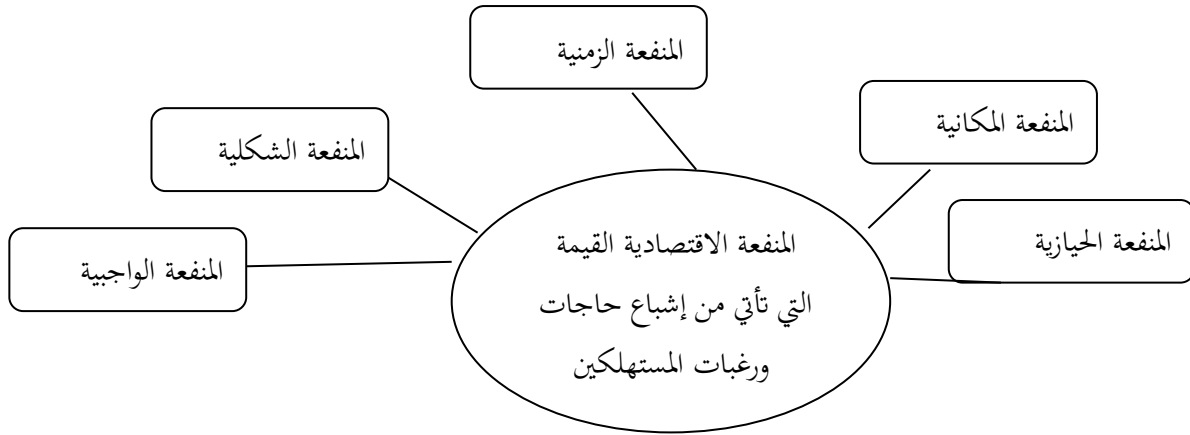 المنفعة الزمنية
المنفعة المكانية
المنفعة الشكلية
المنفعة الحيازية
المنفعة الواجبية
المنفعة الاقتصادية القيمة
التي تأتي من إشباع حاجات
ورغبات المستهلكين